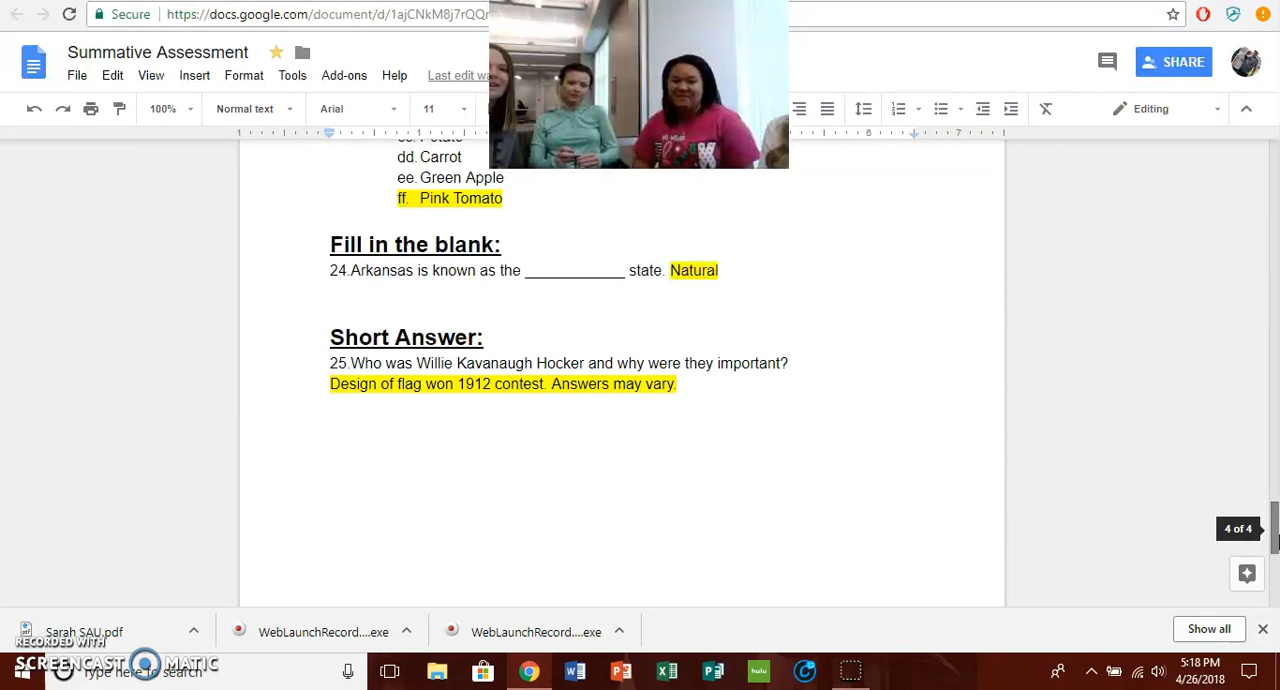 Secure https://docs.google.com/document/d/1ajCNkM8j7rQQr
Summative Assessment
File Edit View Insert Format Tools Add-ons Help Last edit wa
SHARE
100% Normal text Arial 11 Editing
1 1 6 7
dd. Carrot
ee. Green Apple
ff. Pink Tomato
Fill in the blank:
24.Arkansas is known as the ____________ state. Natural
Short Answer:
25.Who was Willie Kavanaugh Hocker and why were they important?
Design of flag won 1912 contest. Answers may vary.
4 of 4
Sarah SAU.pdf WebLaunchRecord....exe WebLaunchRecord....exe Show all
RECORDED WITH
SCREENCAST MATIC
Type here to search
hulu
5:18 PM
4/26/2018